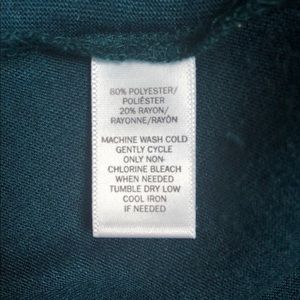 80% POLYESTER/
POLIÉSTER
20% RAYON/
RAYONNE/RAYÓN
MACHINE WASH COLD
GENTLY CYCLE
ONLY NON-
CHLORINE BLEACH
WHEN NEEDED
TUMBLE DRY LOW
COOL IRON
IF NEEDED